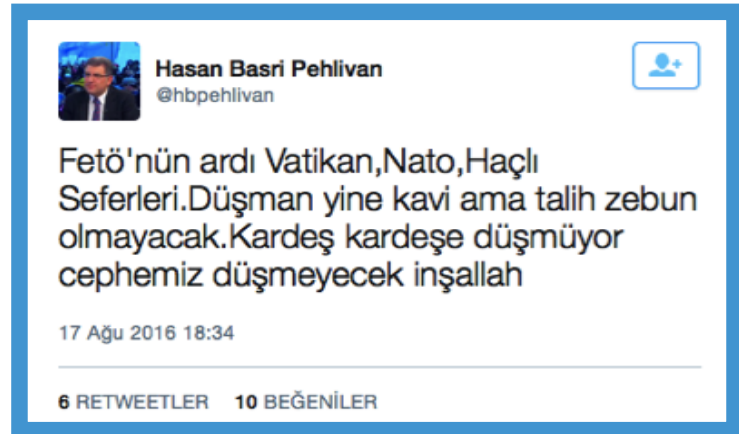 Hasan Basri Pehlivan
@hbpehlivan
Fetö'nün ardı Vatikan,Nato,Haçlı
Seferleri.Düşman yine kavi ama talih zebun
olmayacak.Kardeş kardeşe düşmüyor
cephemiz düşmeyecek inşallah
17 Ağu 2016 18:34
6 RETWEETLER 10 BEĞENİLER